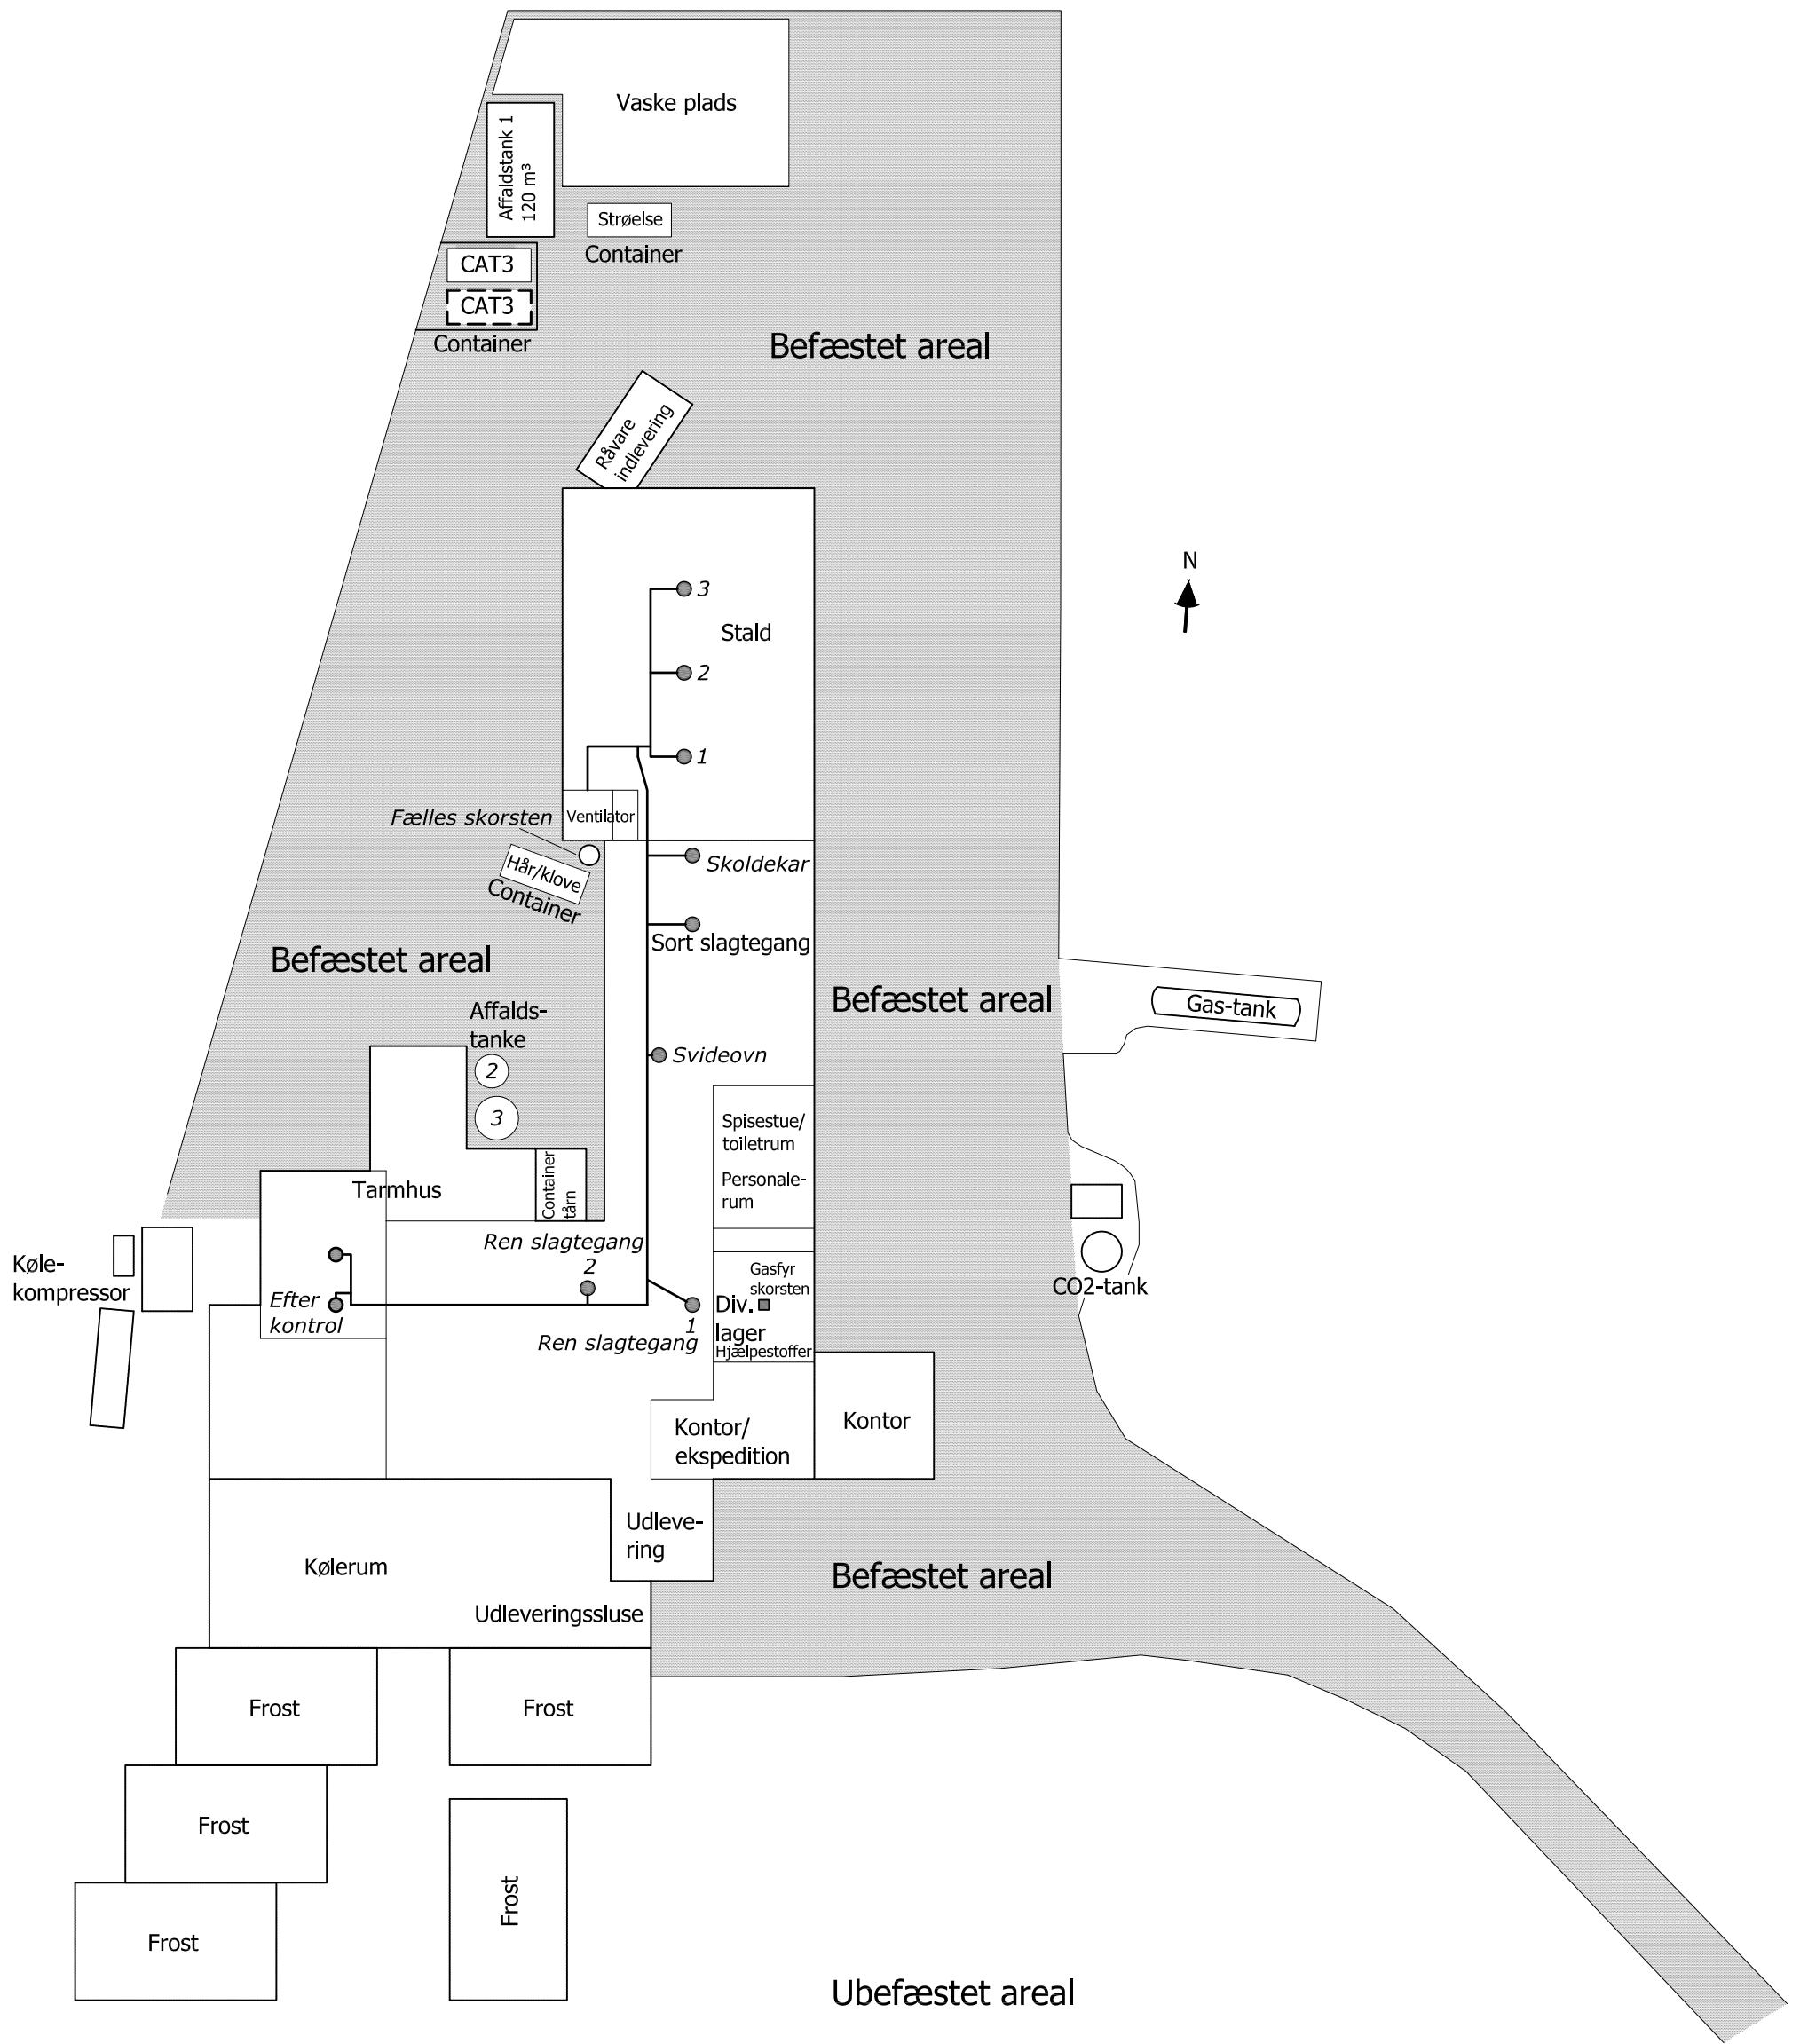 Vaske plads
Affaldstank 1
120 m³
Strøelse
Container
CAT3
CAT3
Container
Befæstet areal
Råvare
indlevering
N
3
Stald
2
1
Fælles skorsten
Ventilator
Hår/klove
Container
Skoldekar
Sort slagtegang
Befæstet areal
Befæstet areal
Gas-tank
Affalds-
tanke
2
3
Svideovn
Spisestue/
toiletrum
Personale-
rum
Container
tårn
Tarmhus
Køle-
kompressor
Ren slagtegang
2
Efter
kontrol
Gasfyr
skorsten
Div.
lager
Hjælpestoffer
1
Ren slagtegang
CO2-tank
Kontor/
ekspedition
Kontor
Udleve-
ring
Kølerum
Udleveringssluse
Befæstet areal
Frost
Frost
Frost
Frost
Frost
Ubefæstet areal